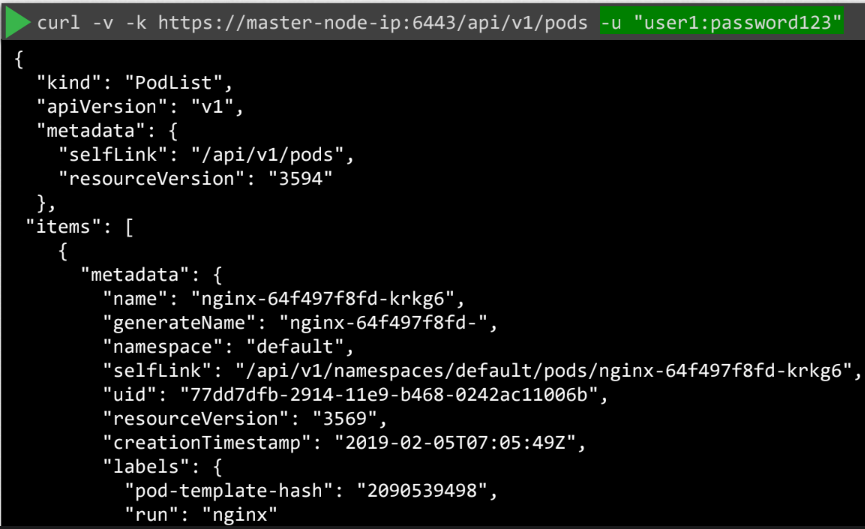 curl -v -k https://master-node-ip:6443/api/v1/pods -u "user1:password123"
{
  "kind": "PodList",
  "apiVersion": "v1",
  "metadata": {
    "selfLink": "/api/v1/pods",
    "resourceVersion": "3594"
  },
 "items": [
    {
      "metadata": {
        "name": "nginx-64f497f8fd-krkg6",
        "generateName": "nginx-64f497f8fd-",
        "namespace": "default",
        "selfLink": "/api/v1/namespaces/default/pods/nginx-64f497f8fd-krkg6",
        "uid": "77dd7dfb-2914-11e9-b468-0242ac11006b",
        "resourceVersion": "3569",
        "creationTimestamp": "2019-02-05T07:05:49Z",
        "labels": {
          "pod-template-hash": "2090539498",
          "run": "nginx"